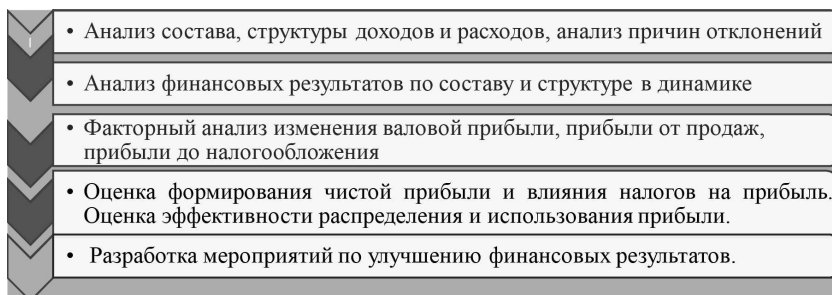 • Анализ состава, структуры доходов и расходов, анализ причин отклонений
• Анализ финансовых результатов по составу и структуре в динамике
• Факторный анализ изменения валовой прибыли, прибыли от продаж,
прибыли до налогообложения
• Оценка формирования чистой прибыли и влияния налогов на прибыль.
Оценка эффективности распределения и использования прибыли.
• Разработка мероприятий по улучшению финансовых результатов.